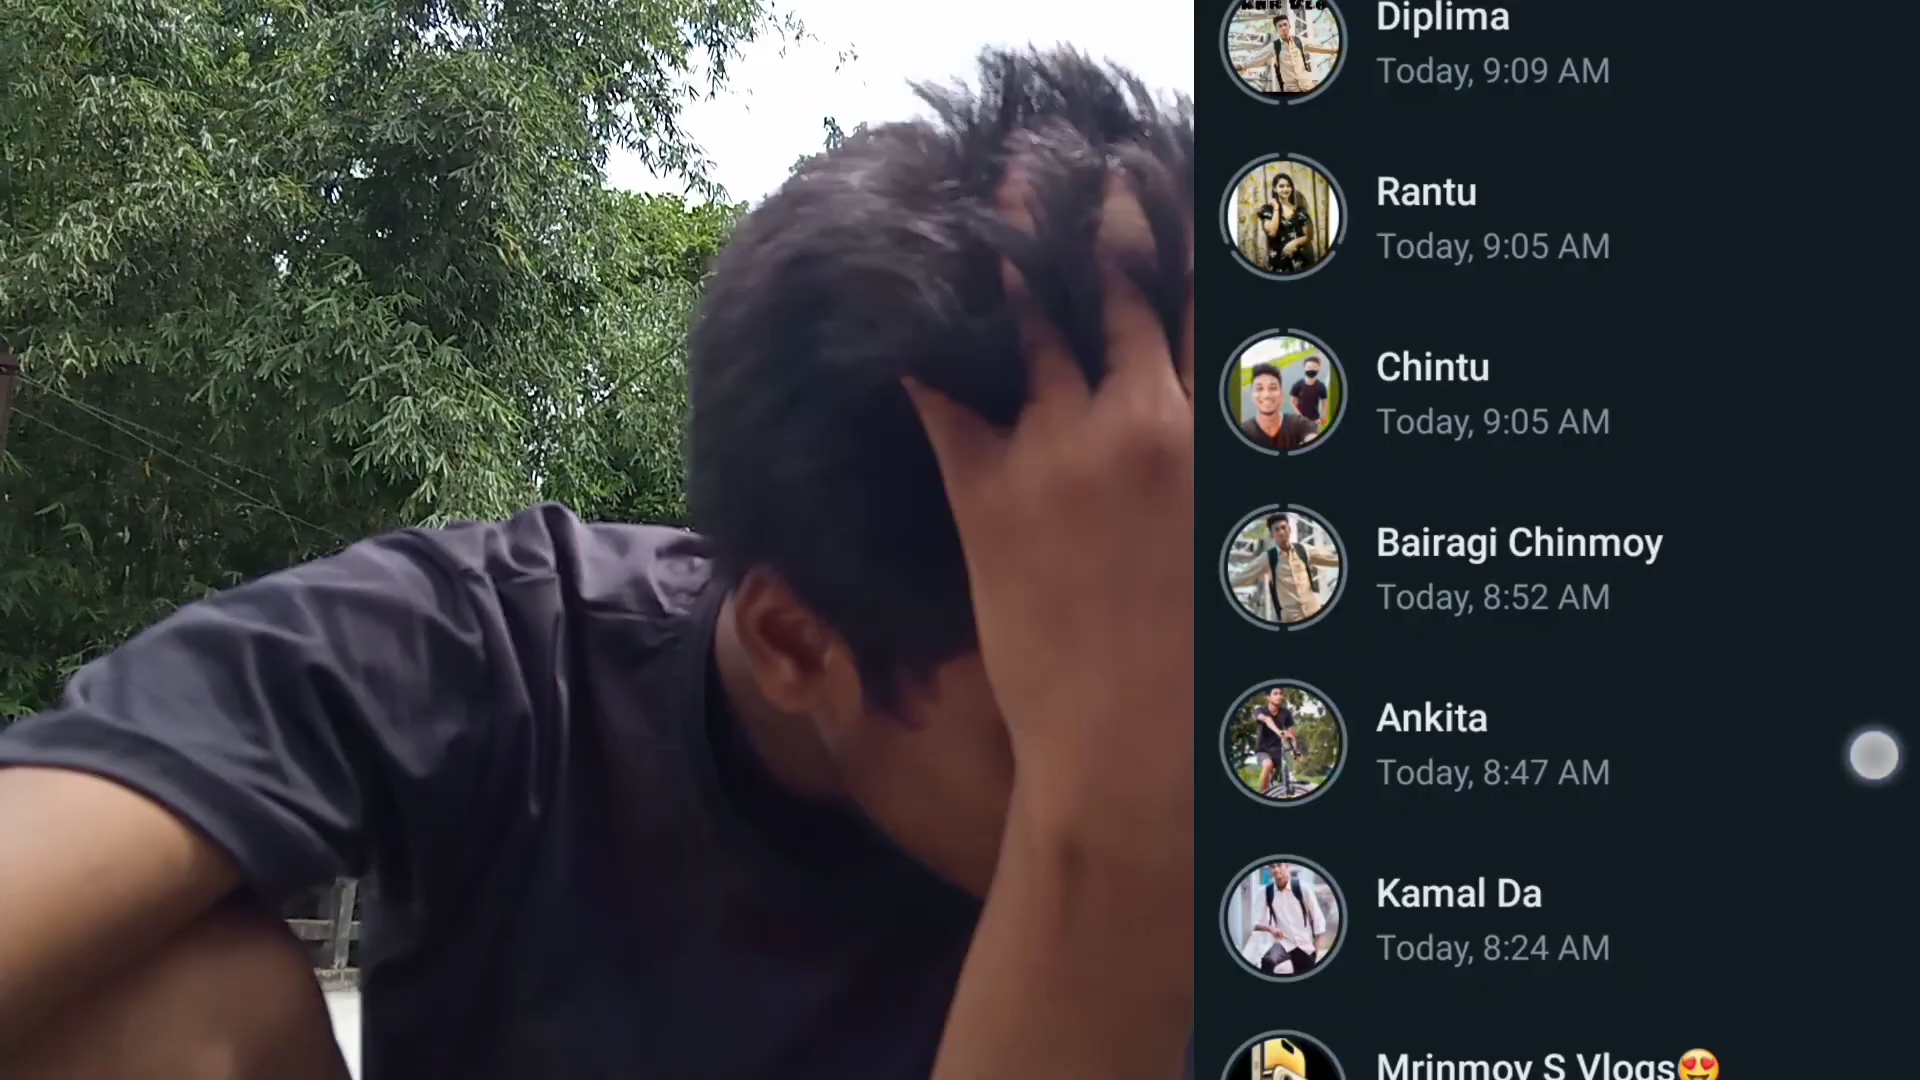 Diplima
Today, 9:09 AM
Rantu
Today, 9:05 AM
Chintu
Today, 9:05 AM
Bairagi Chinmoy
Today, 8:52 AM
Ankita
Today, 8:47 AM
Kamal Da
Today, 8:24 AM
Mrinmoy S Vlogs😍